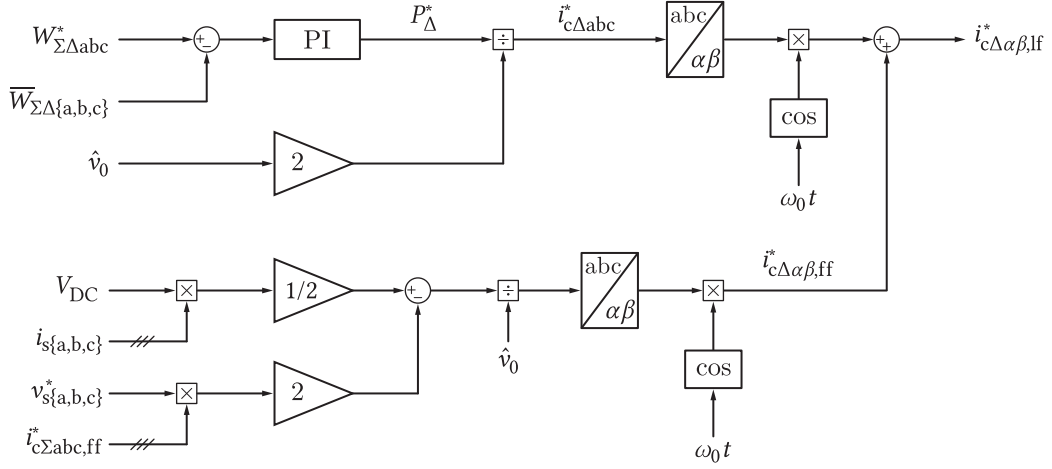 W*ΣΔabc
PI
P*Δ
÷
i*cΔabc
abc
αβ
×
i*cΔαβ,lf
+
−
+
+
W̅ΣΔ{a,b,c}
cos
v̂0
2
ω0t
VDC
×
1/2
+
−
÷
abc
αβ
×
i*cΔαβ,ff
is{a,b,c}
v̂0
v*s{a,b,c}
×
2
cos
i*cΣabc,ff
ω0t